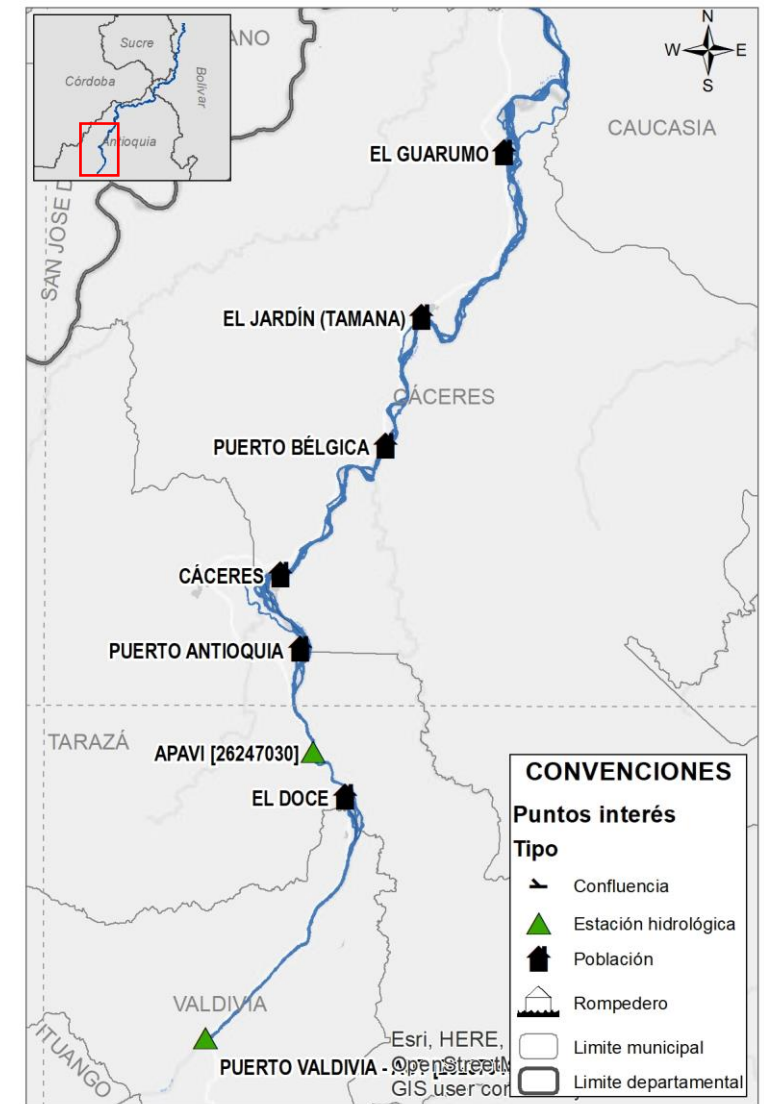 Sucre
Córdoba
Bolívar
Antioquia
ANO
N
W E
S
CAUCASIA
EL GUARUMO
SAN JOSE D
EL JARDÍN (TAMANA)
CÁCERES
PUERTO BÉLGICA
CÁCERES
PUERTO ANTIOQUIA
TARAZÁ
APAVI [26247030]
EL DOCE
CONVENCIONES
Puntos interés
Tipo
Confluencia
Estación hidrológica
Población
Rompedero
Limite municipal
Limite departamental
VALDIVIA
ITUANGO
PUERTO VALDIVIA -
Esri, HERE,
GIS user